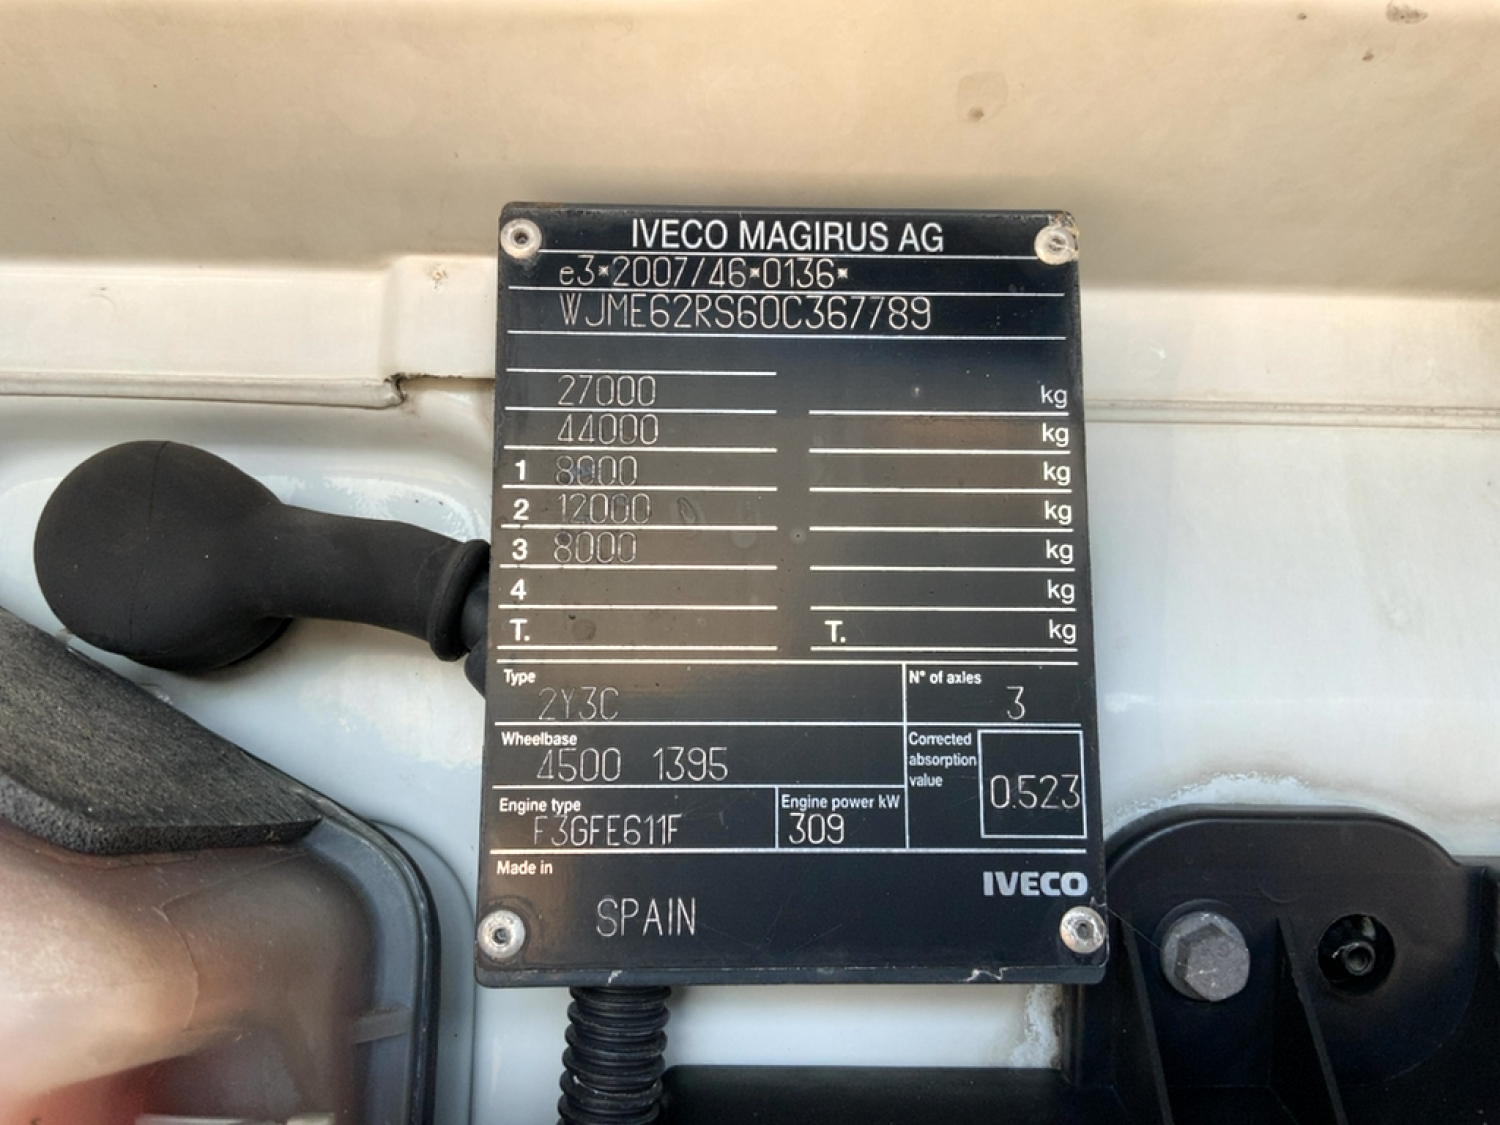 IVECO MAGIRUS AG
e3*2007/46*0136*
WJME62RS60C367789
27000 kg
44000 kg
1 8000 kg
2 12000 kg
3 8000 kg
4 kg
T. T. kg
Type N° of axles
2Y3C 3
Wheelbase Corrected absorption value
4500 1395 0.523
Engine type Engine power kW
F3GFE611F 309
Made in
IVECO
SPAIN